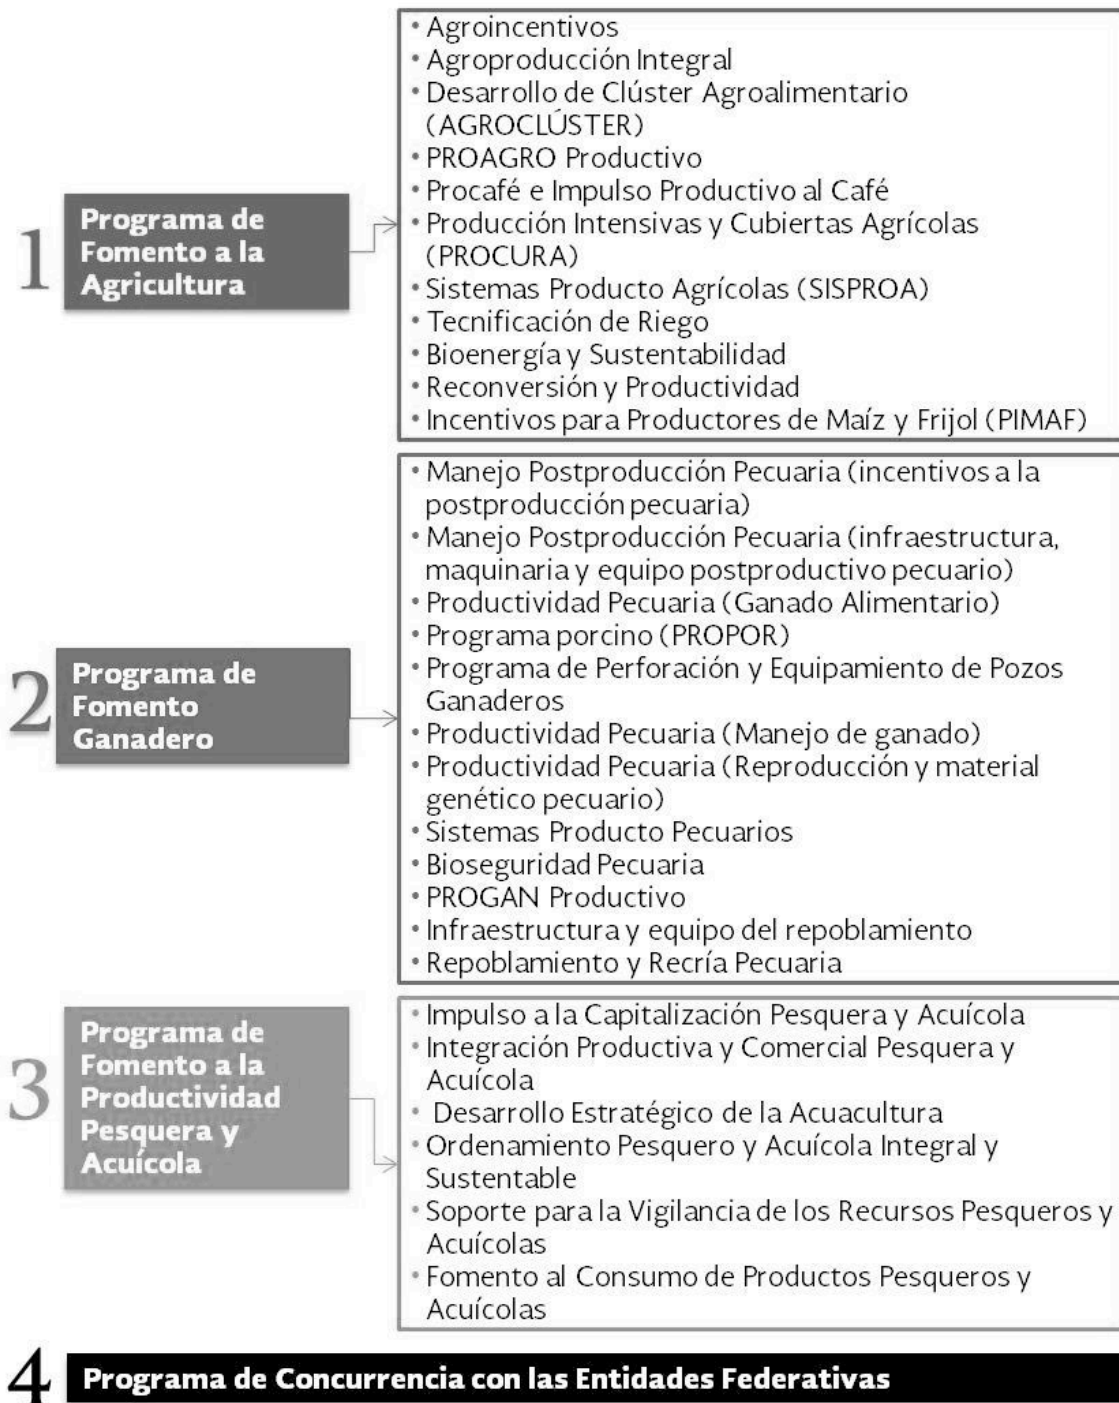 1
Programa de
Fomento a la
Agricultura
• Agroincentivos
• Agroproducción Integral
• Desarrollo de Clúster Agroalimentario
(AGROCLÚSTER)
• PROAGRO Productivo
• Procafé e Impulso Productivo al Café
• Producción Intensivas y Cubiertas Agrícolas
(PROCURA)
• Sistemas Producto Agrícolas (SISPROA)
• Tecnificación de Riego
• Bioenergía y Sustentabilidad
• Reconversión y Productividad
• Incentivos para Productores de Maíz y Frijol (PIMAF)
2
Programa de
Fomento
Ganadero
• Manejo Postproducción Pecuaria (incentivos a la
postproducción pecuaria)
• Manejo Postproducción Pecuaria (infraestructura,
maquinaria y equipo postproductivo pecuario)
• Productividad Pecuaria (Ganado Alimentario)
• Programa porcino (PROPOR)
• Programa de Perforación y Equipamiento de Pozos
Ganaderos
• Productividad Pecuaria (Manejo de ganado)
• Productividad Pecuaria (Reproducción y material
genético pecuario)
• Sistemas Producto Pecuarios
• Bioseguridad Pecuaria
• PROGAN Productivo
• Infraestructura y equipo del repoblamiento
• Repoblamiento y Recría Pecuaria
3
Programa de
Fomento a la
Productividad
Pesquera y
Acuícola
• Impulso a la Capitalización Pesquera y Acuícola
• Integración Productiva y Comercial Pesquera y
Acuícola
• Desarrollo Estratégico de la Acuacultura
• Ordenamiento Pesquero y Acuícola Integral y
Sustentable
• Soporte para la Vigilancia de los Recursos Pesqueros y
Acuícolas
• Fomento al Consumo de Productos Pesqueros y
Acuícolas
4
Programa de Concurrencia con las Entidades Federativas